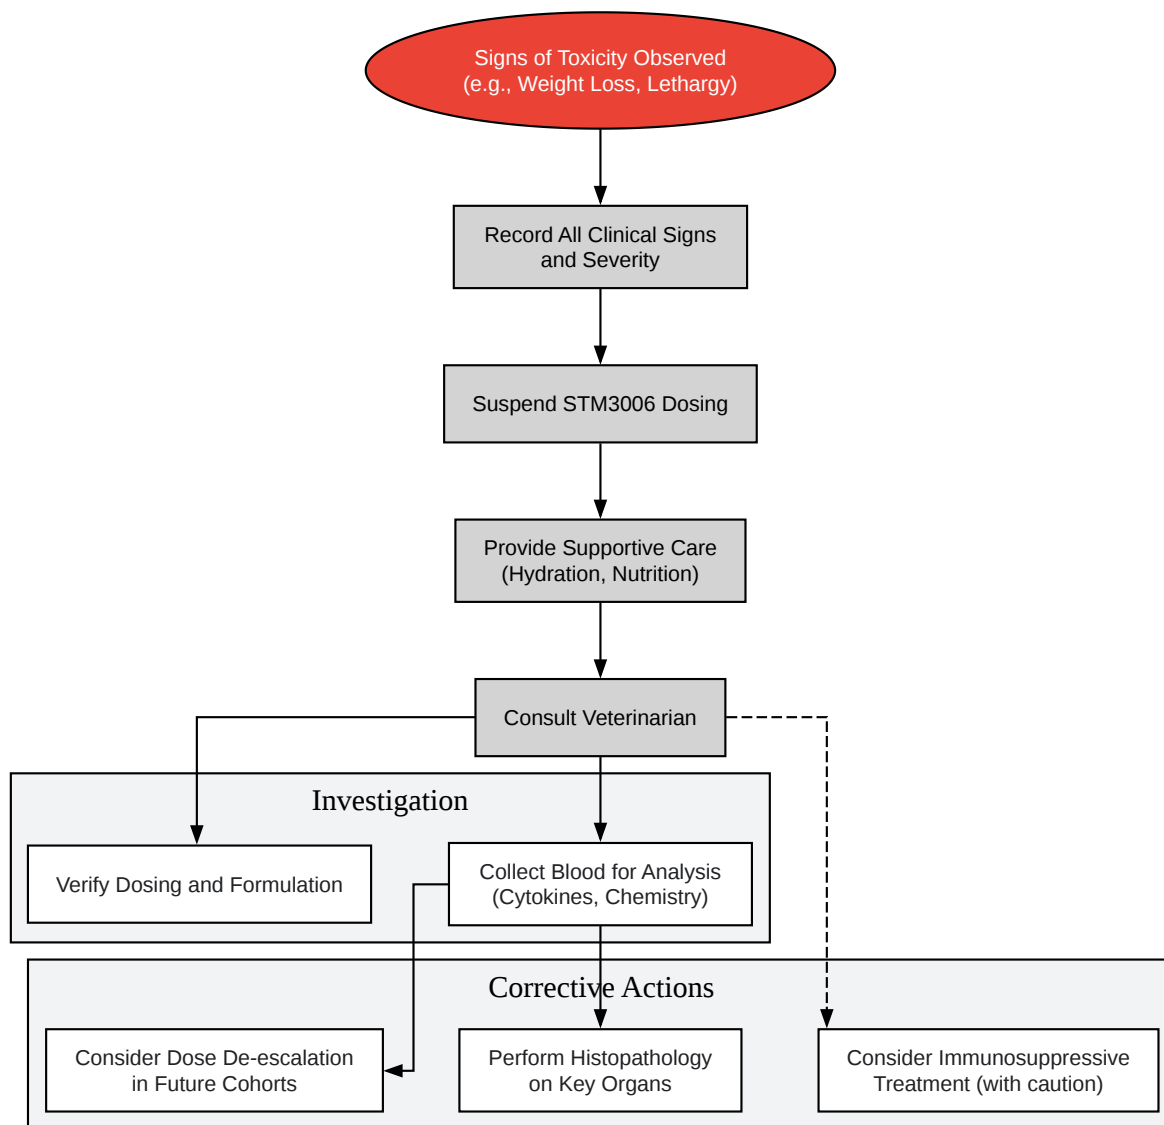 Signs of Toxicity Observed
(e.g., Weight Loss, Lethargy)
Record All Clinical Signs
and Severity
Suspend STM3006 Dosing
Provide Supportive Care
(Hydration, Nutrition)
Consult Veterinarian
Investigation
Verify Dosing and Formulation
Collect Blood for Analysis
(Cytokines, Chemistry)
Corrective Actions
Consider Dose De-escalation
in Future Cohorts
Perform Histopathology
on Key Organs
Consider Immunosuppressive
Treatment (with caution)